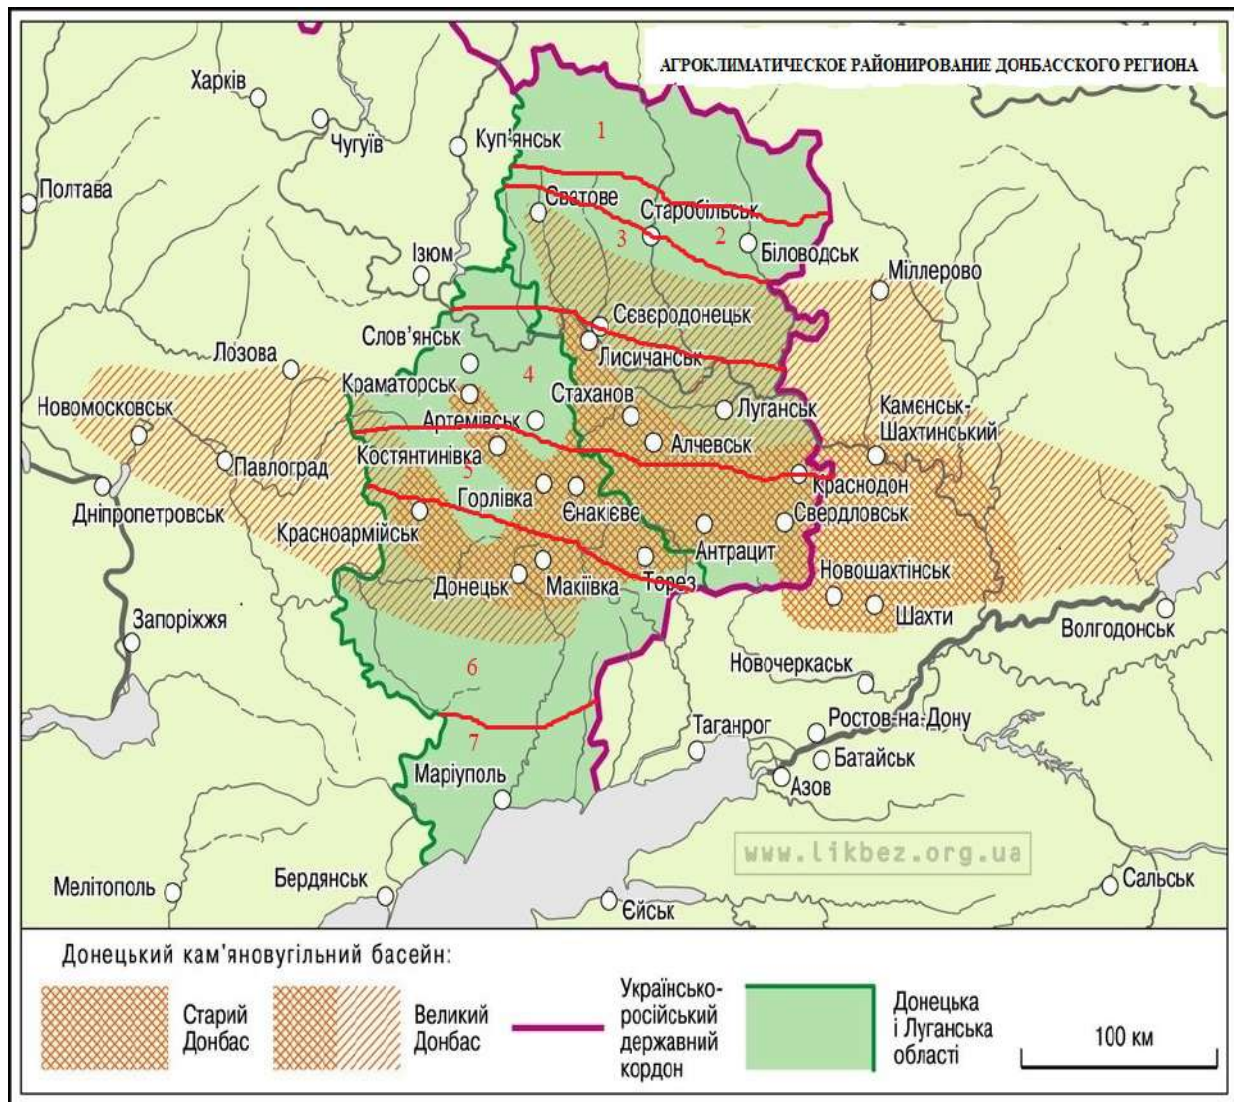 АГРОКЛИМАТИЧЕСКОЕ РАЙОНИРОВАНИЕ ДОНБАССКОГО РЕГИОНА
Харків
Чугуїв
Куп'янськ
1
Полтава
Сватове
Старобільськ
3
2
Біловодськ
Ізюм
Міллерово
Сєвєродонецьк
Слов'янськ
Лисичанськ
Лозова
4
Краматорськ
Стаханов
Новомосковськ
Артемівськ
Луганськ
Камєнськ-
Шахтинський
Алчевськ
Костянтинівка
Павлоград
5
Краснодон
Горлівка
Дніпропетровськ
Єнакієве
Свердловськ
Красноармійськ
Антрацит
Донецьк
Макіївка
Торез
Новошахтінськ
Шахти
Запоріжжя
Волгодонськ
6
Новочеркаськ
7
Таганрог
Ростов-на-Дону
Батайськ
Маріуполь
Азов
www.likbez.org.ua
Мелітополь
Бердянськ
Єйськ
Сальськ
Донецький кам'яновугільний басейн:
Старий
Донбас
Великий
Донбас
Українсько-
російський
державний
кордон
Донецька
і Луганська
області
100 км